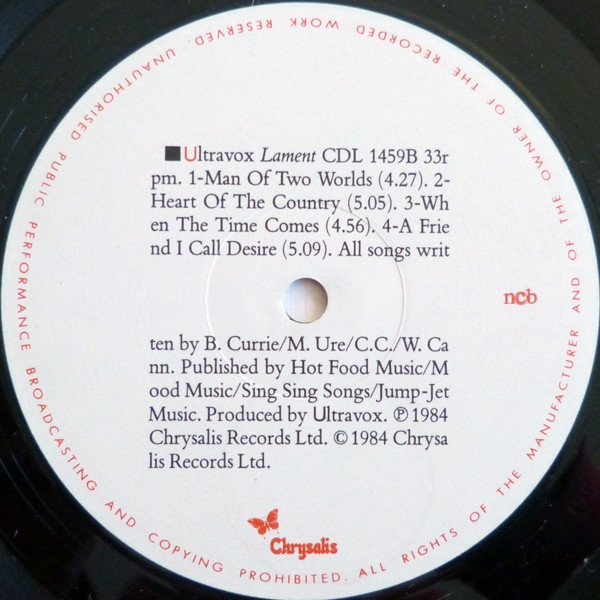 ■Ultravox Lament CDL 1459B 33r
pm. 1-Man Of Two Worlds (4.27). 2-
Heart Of The Country (5.05). 3-Wh
en The Time Comes (4.56). 4-A Frie
nd I Call Desire (5.09). All songs writ
ncb
ten by B. Currie/M. Ure/C.C./W. Ca
nn. Published by Hot Food Music/M
ood Music/Sing Sing Songs/Jump-Jet
Music. Produced by Ultravox. ℗1984
Chrysalis Records Ltd. ©1984 Chrysa
lis Records Ltd.
Chrysalis
ALL RIGHTS OF THE MANUFACTURER AND OF THE OWNER OF THE RECORDED WORK RESERVED. UNAUTHORISED PUBLIC PERFORMANCE BROADCASTING AND COPYING PROHIBITED.